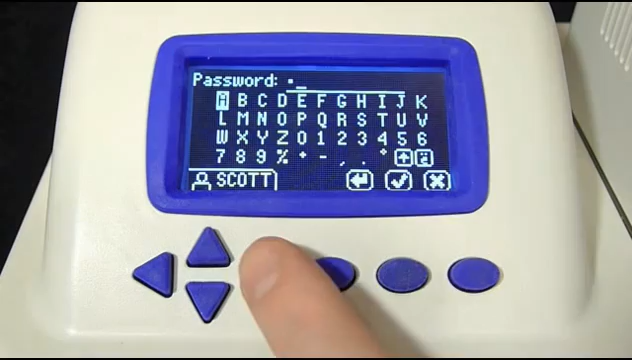 Password: •_
A B C D E F G H I J K
L M N O P Q R S T U V
W X Y Z 0 1 2 3 4 5 6
7 8 9 % + - , . °
SCOTT